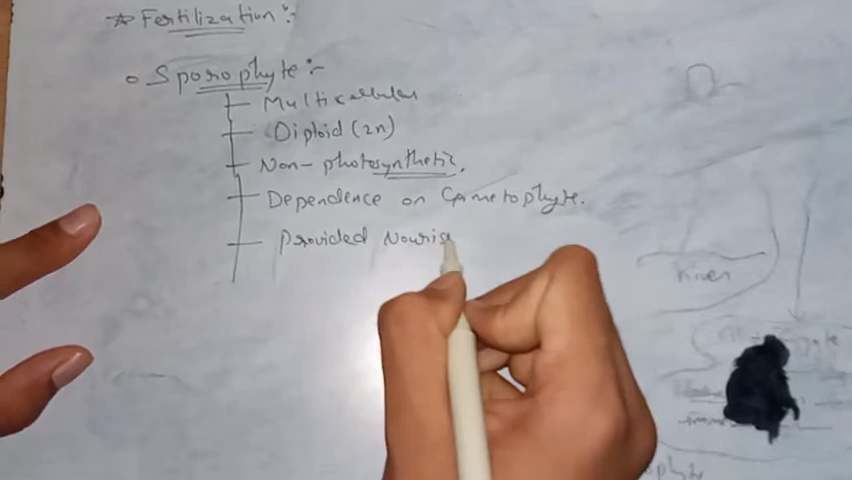 ☆ Fertilization :-
○ Sporophyte :-
Multicellular
Diploid (2n)
Non-photosynthetic.
Dependence on Gametophyte.
Provided Nouris